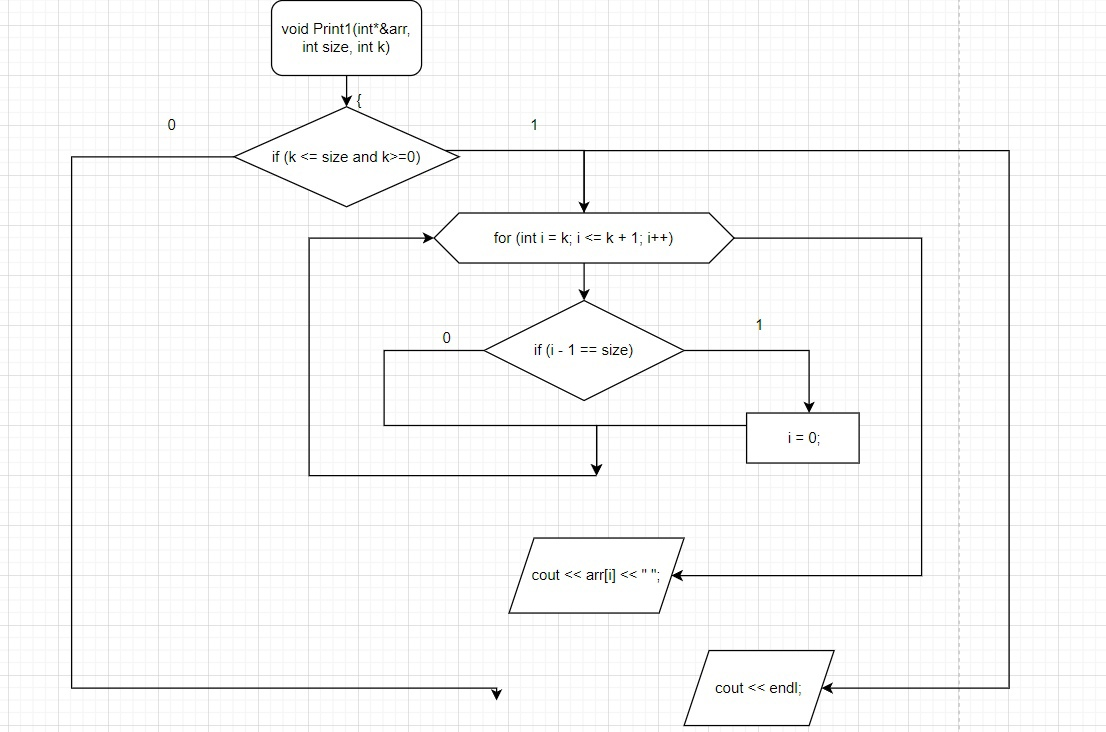 void Print1(int*&arr,
int size, int k)
{
0
1
if (k <= size and k>=0)
for (int i = k; i <= k + 1; i++)
0
1
if (i - 1 == size)
i = 0;
cout << arr[i] << " ";
cout << endl;